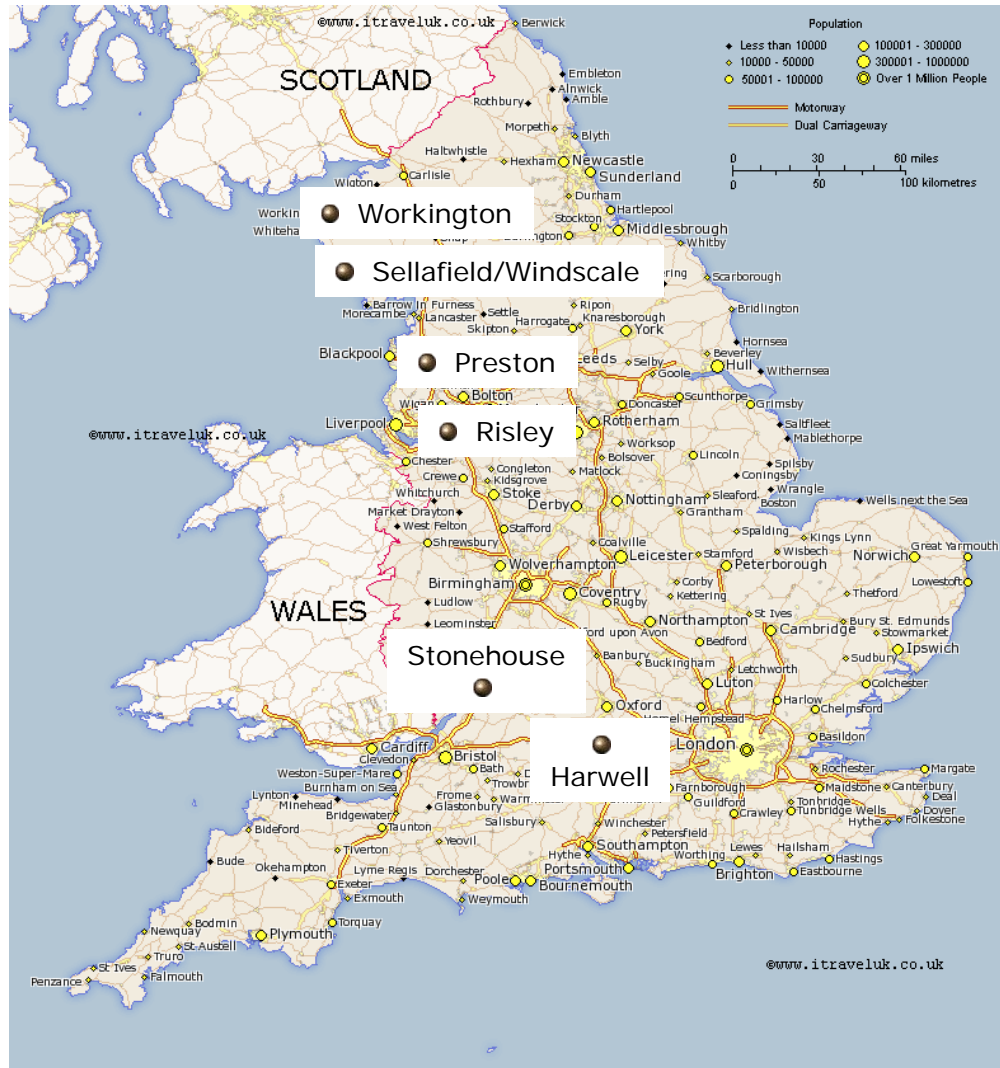 ©www.itraveluk.co.uk
Berwick
Population
Less than 10000
100001 - 300000
10000 - 50000
300001 - 1000000
50001 - 100000
Over 1 Million People
Motorway
Dual Carriageway
0 30 60 miles
0 50 100 kilometres
SCOTLAND
Embleton
Alnwick
Amble
Rothbury
Morpeth
Blyth
Haltwhistle
Hexham
Newcastle
Sunderland
Carlisle
Wigton
Durham
Workington
Hartlepool
Stockton
Middlesbrough
Whitby
Sellafield/Windscale
Scarborough
Barrow In Furness
Morecambe
Lancaster
Settle
Ripon
Skipton
Harrogate
Knaresborough
York
Bridlington
Hornsea
Blackpool
Preston
Leeds
Selby
Beverley
Goole
Hull
Withernsea
Bolton
Wigan
Doncaster
Scunthorpe
Grimsby
Liverpool
Risley
Rotherham
Saltfleet
Mablethorpe
©www.itraveluk.co.uk
Worksop
Chester
Bolsover
Lincoln
Spilsby
Congleton
Matlock
Coningsby
Crewe
Kidsgrove
Whitchurch
Stoke
Nottingham
Sleaford
Wrangle
Boston
Wells next the Sea
Market Drayton
Derby
Grantham
West Felton
Stafford
Spalding
Kings Lynn
Shrewsbury
Coalville
Leicester
Stamford
Wisbech
Norwich
Great Yarmouth
Wolverhampton
Peterborough
Birmingham
Corby
Lowestoft
Coventry
Kettering
Thetford
Rugby
WALES
Ludlow
St Ives
Leominster
Northampton
Cambridge
Bury St. Edmunds
Stowmarket
ford upon Avon
Bedford
Ipswich
Stonehouse
Banbury
Buckingham
Letchworth
Sudbury
Luton
Colchester
Oxford
Harlow
Chelmsford
Hemel Hempstead
Cardiff
Clevedon
Bristol
London
Basildon
Harwell
Weston-Super-Mare
Bath
Rochester
Margate
Burnham on Sea
Trowb
Farnborough
Maidstone
Canterbury
Lynton
Minehead
Frome
Guildford
Tonbridge
Deal
Glastonbury
Tunbridge Wells
Dover
Bridgewater
Crawley
Hythe
Folkestone
Bideford
Taunton
Salisbury
Winchester
Petersfield
Tiverton
Yeovil
Southampton
Lewes
Hailsham
Bude
Hythe
Worthing
Hastings
Okehampton
Lyme Regis
Dorchester
Portsmouth
Brighton
Eastbourne
Exeter
Poole
Bournemouth
Exmouth
Weymouth
Torquay
Bodmin
Newquay
Plymouth
St Austell
Truro
St Ives
Falmouth
Penzance
©www.itraveluk.co.uk